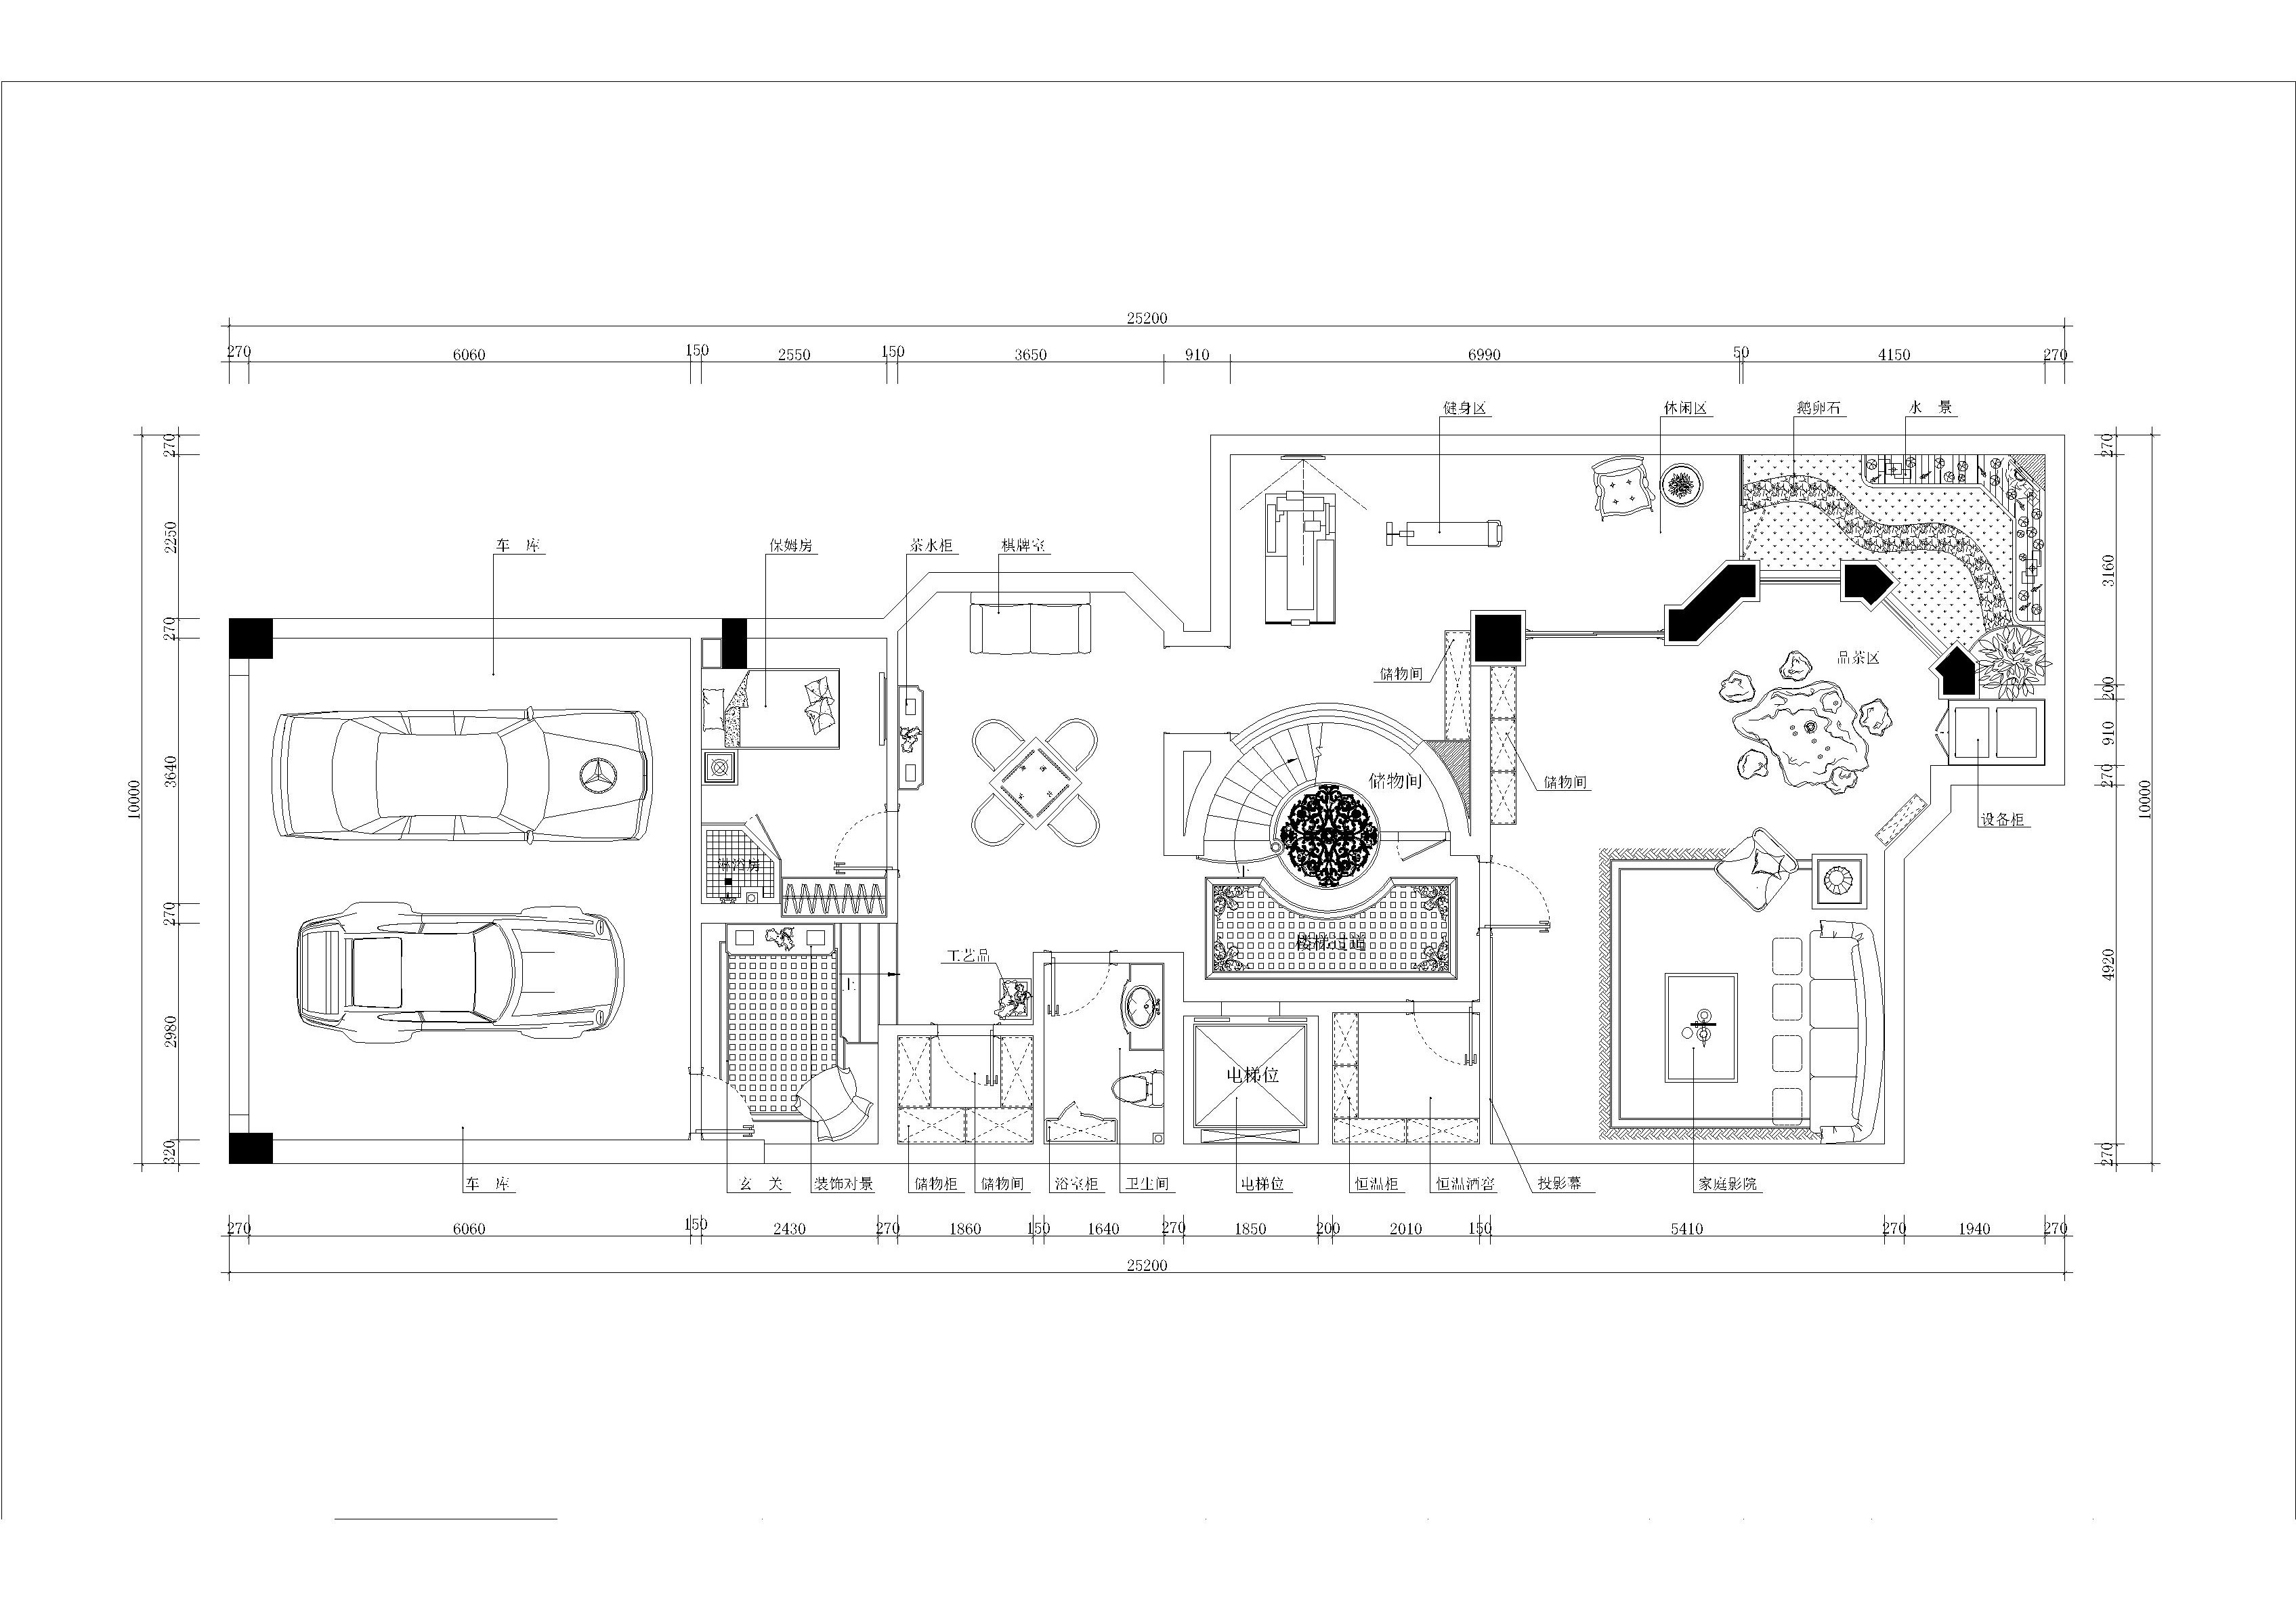 25200
270 6060 150 2550 150 3650 910 6990 50 4150 270
健身区 休闲区 鹅卵石 水 景
车 库 保姆房 茶水柜 棋牌室
270
2250
270
3640
270
2980
320
10000
270
3160
200
910
270
4920
270
10000
品茶区
储物间
储物间
储物间
设备柜
淋浴房
工艺品
上
上
楼梯过道
电梯位
车 库 玄 关 装饰对景 储物柜 储物间 浴室柜 卫生间 电梯位 恒温柜 恒温酒窖 投影幕 家庭影院
270 6060 150 2430 270 1860 150 1640 270 1850 200 2010 150 5410 270 1940 270
25200